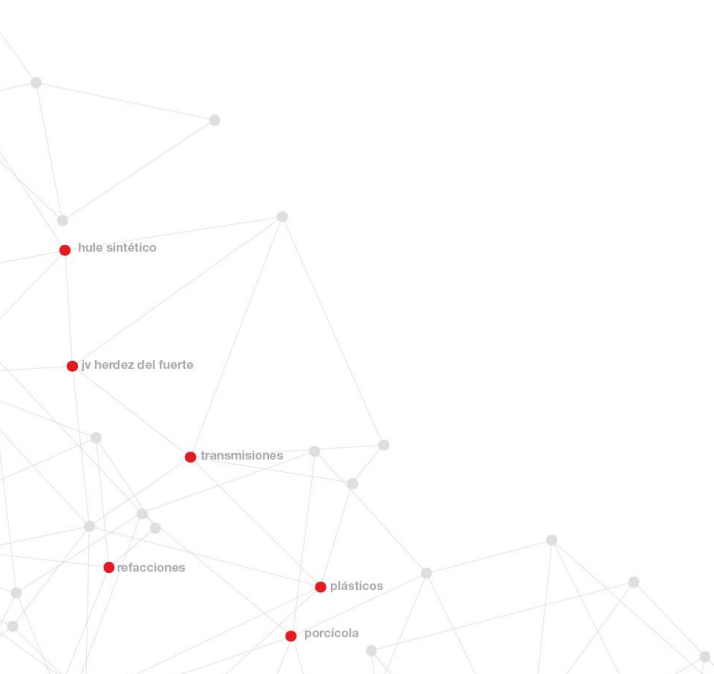 hule sintético
jv herdez del fuerte
transmisiones
refacciones
plásticos
porcícola